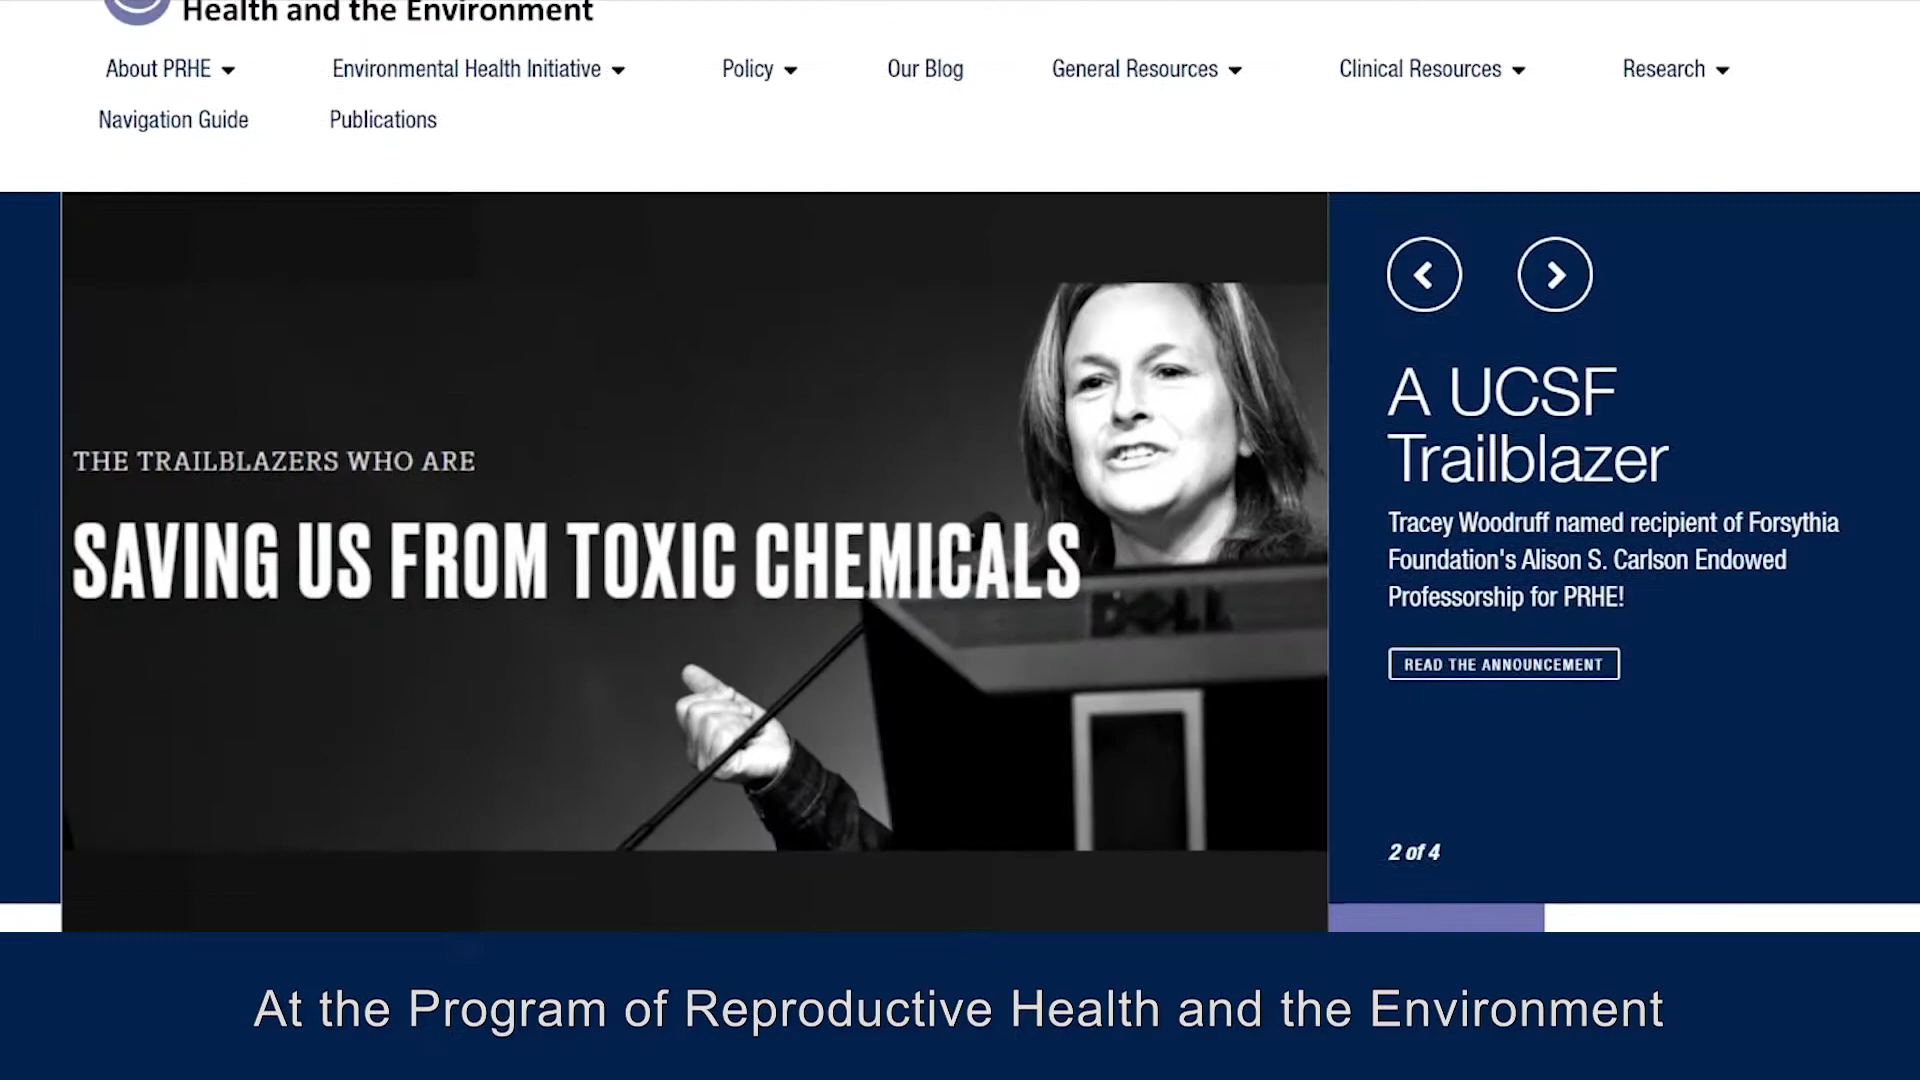 Health and the Environment
About PRHE
Environmental Health Initiative
Policy
Our Blog
General Resources
Clinical Resources
Research
Navigation Guide
Publications
THE TRAILBLAZERS WHO ARE
SAVING US FROM TOXIC CHEMICALS
DELL
A UCSF
Trailblazer
Tracey Woodruff named recipient of Forsythia
Foundation's Alison S. Carlson Endowed
Professorship for PRHE!
READ THE ANNOUNCEMENT
2 of 4
At the Program of Reproductive Health and the Environment